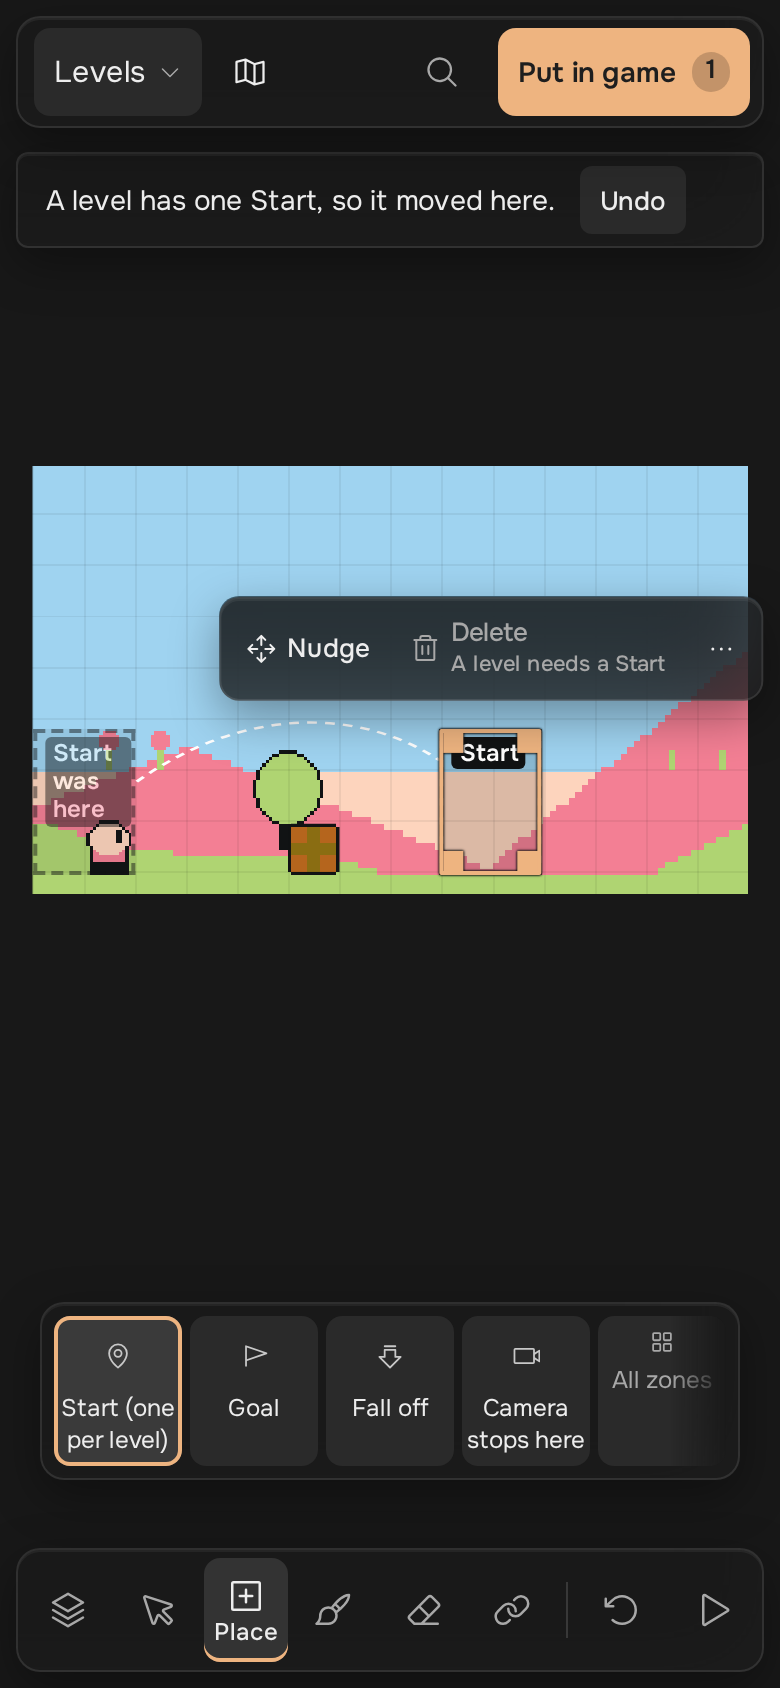 Levels
Put in game 1
A level has one Start, so it moved here. Undo
Nudge
Delete
A level needs a Start
Start
was
here
Start
Start (one
per level)
Goal
Fall off
Camera
stops here
All zones
Place